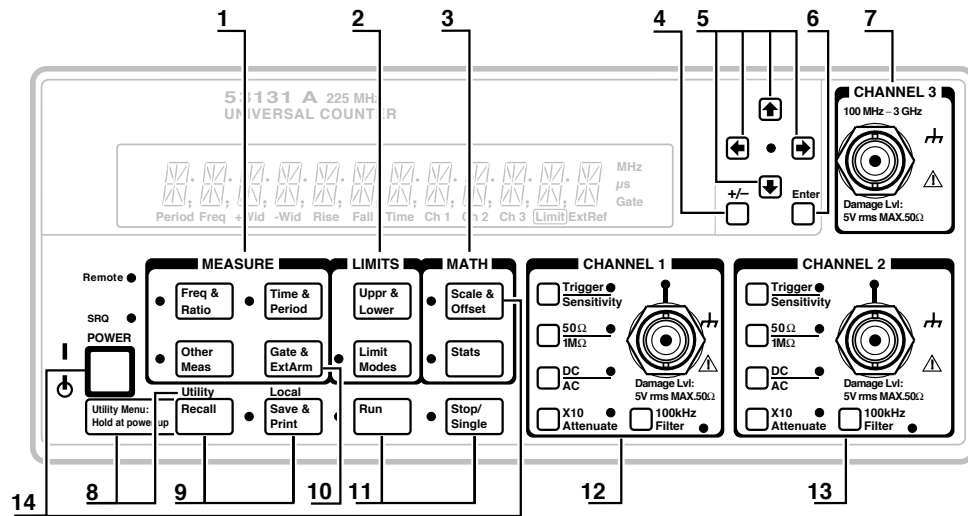 1
2
3
4
5
6
7
53131 A 225 MHz
UNIVERSAL COUNTER
MHz
µs
Gate
Period Freq +Wid -Wid Rise Fall Time Ch 1 Ch 2 Ch 3 Limit ExtRef
+/−
Enter
CHANNEL 3
100 MHz – 3 GHz
Damage Lvl:
5V rms MAX.50Ω
Remote
SRQ
POWER
Utility Menu:
Hold at power up
MEASURE
Freq &
Ratio
Time &
Period
Other
Meas
Gate &
ExtArm
Utility
Recall
Local
Save &
Print
LIMITS
Uppr &
Lower
Limit
Modes
Run
MATH
Scale &
Offset
Stats
Stop/
Single
CHANNEL 1
Trigger
Sensitivity
50Ω
1MΩ
DC
AC
X10
Attenuate
100kHz
Filter
Damage Lvl:
5V rms MAX.50Ω
CHANNEL 2
Trigger
Sensitivity
50Ω
1MΩ
DC
AC
X10
Attenuate
100kHz
Filter
Damage Lvl:
5V rms MAX.50Ω
14
8
9
10
11
12
13